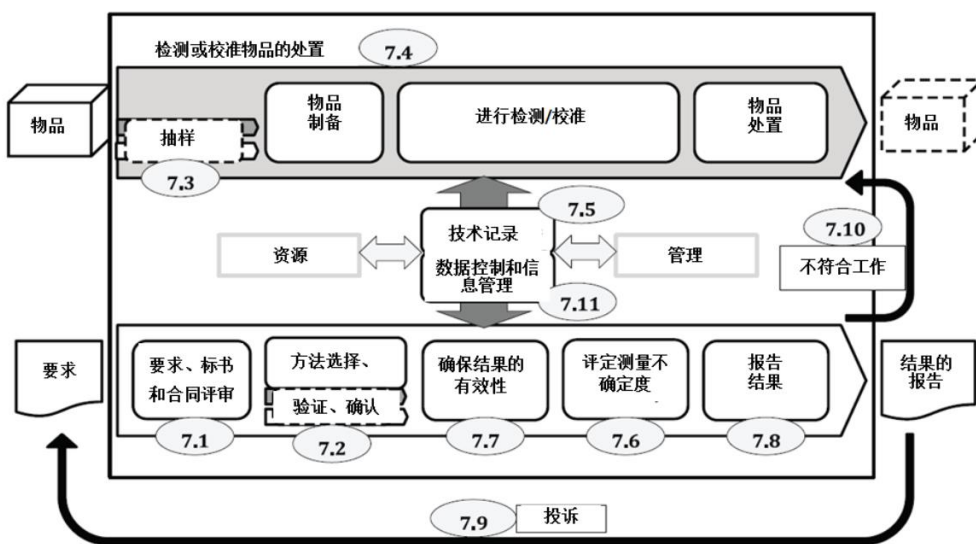 检测或校准物品的处置
7.4
物品
抽样
7.3
物品
制备
进行检测/校准
物品
处置
物品
资源
技术记录
数据控制和信
息管理
7.5
7.11
管理
7.10
不符合工作
要求
要求、标书
和合同评审
7.1
方法选择、
验证、确认
7.2
确保结果的
有效性
7.7
评定测量不
确定度
7.6
报告
结果
7.8
结果的
报告
7.9
投诉